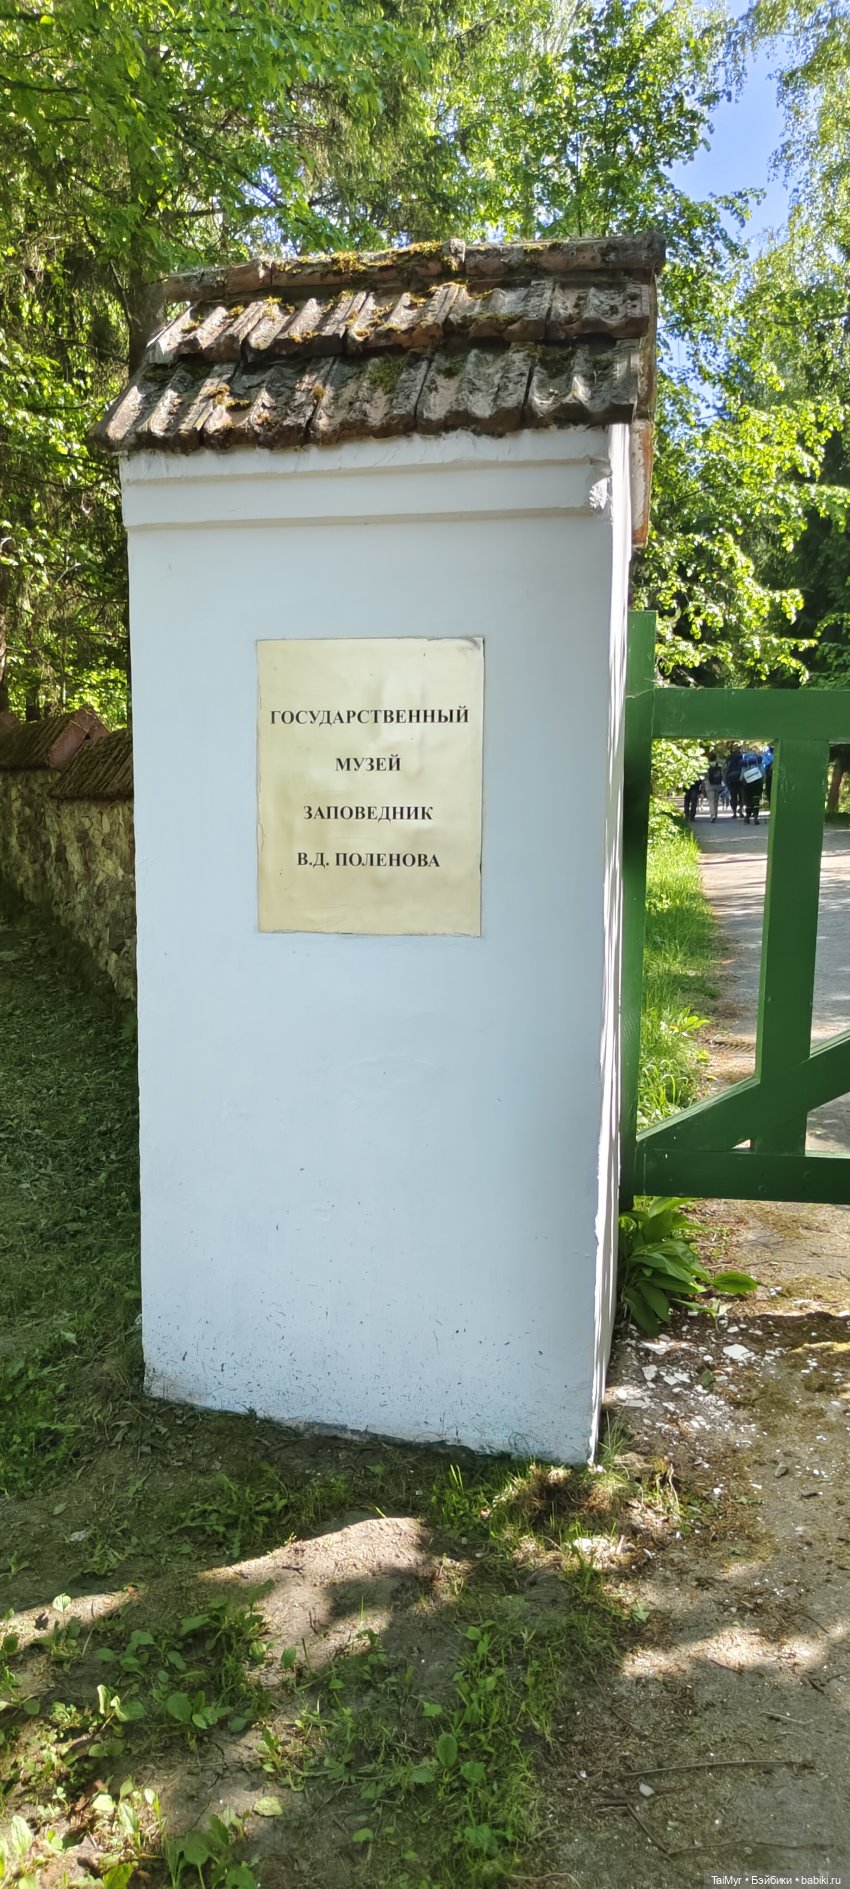 ГОСУДАРСТВЕННЫЙ
МУЗЕЙ
ЗАПОВЕДНИК
В.Д. ПОЛЕНОВА
TaiMyr • Бэйбики • babiki.ru